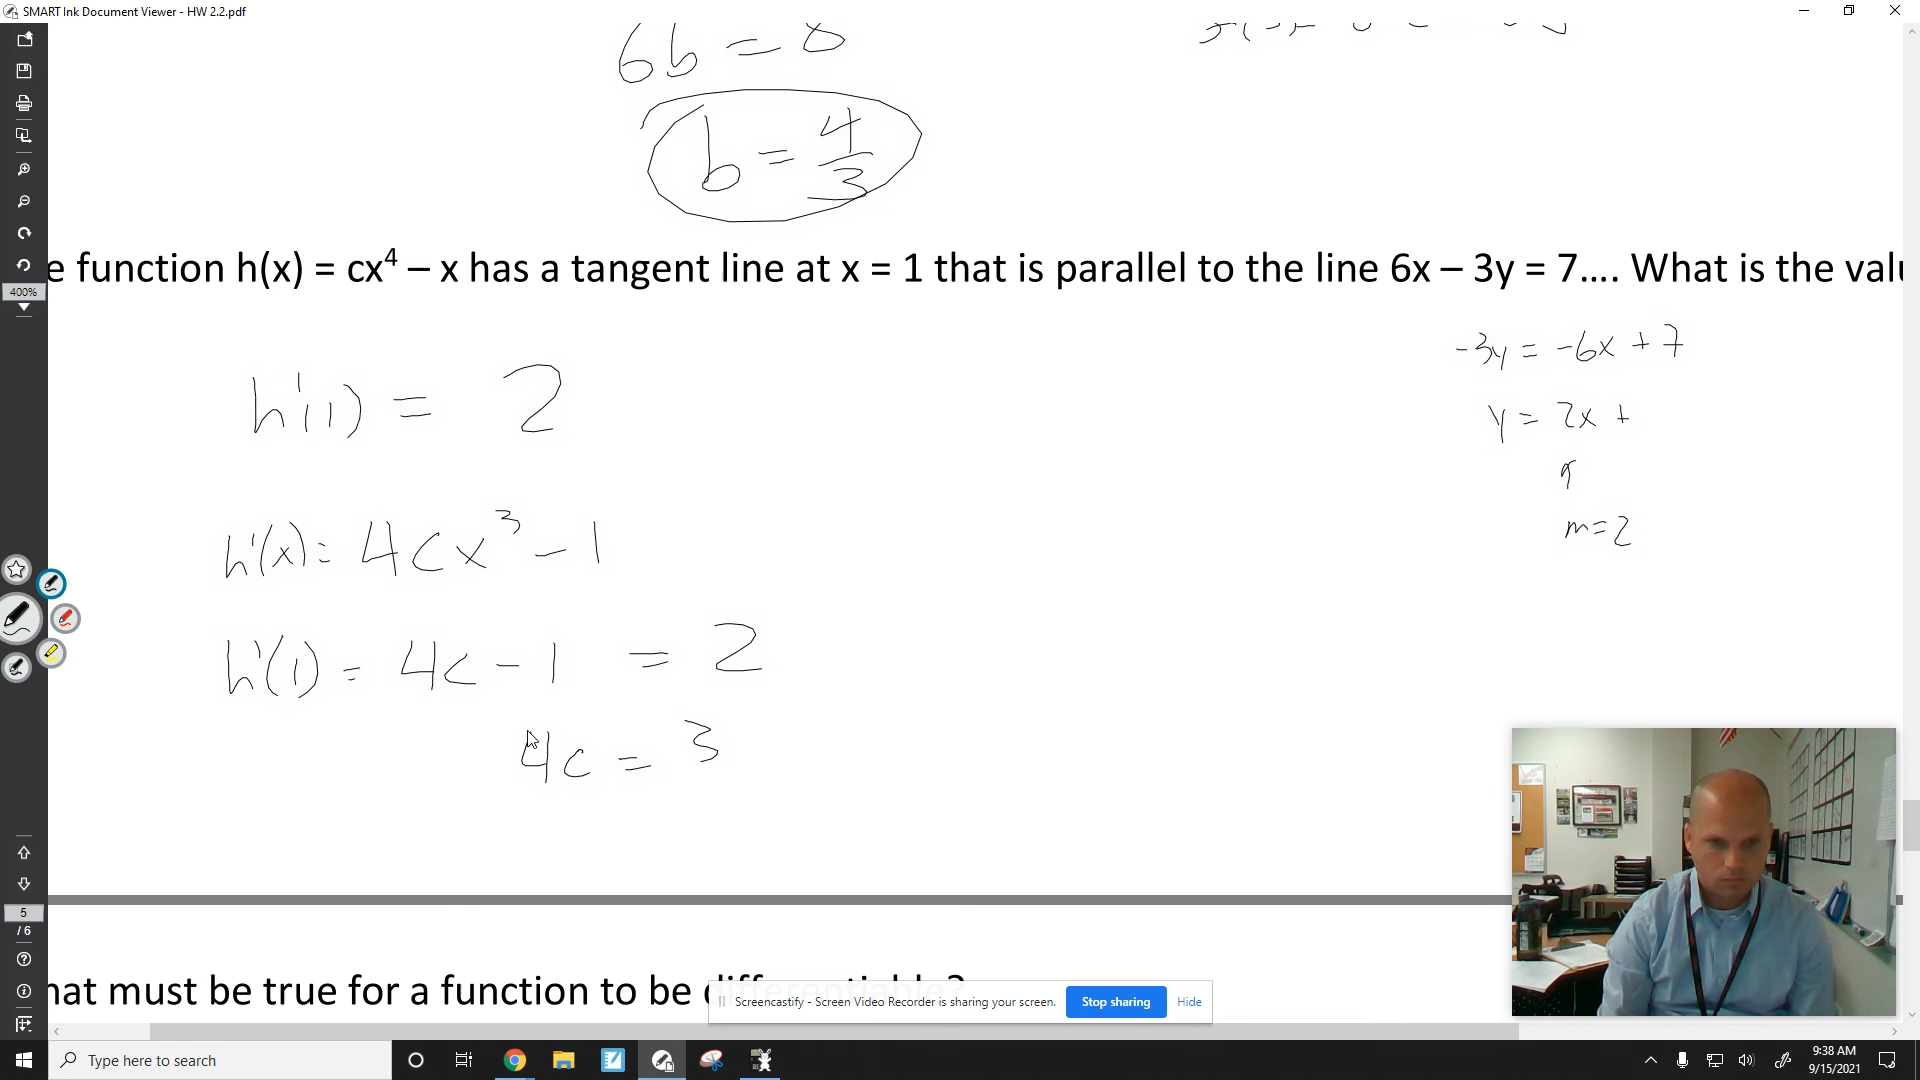 SMART Ink Document Viewer - HW 2.2.pdf
6b = 8
b = 4/3
e function h(x) = cx⁴ – x has a tangent line at x = 1 that is parallel to the line 6x – 3y = 7.... What is the valu
-3y = -6x + 7
h'(1) = 2
y = 2x +
m = 2
h'(x) = 4cx³ - 1
h'(1) = 4c - 1 = 2
4c = 3
400%
5
/ 6
hat must be true for a function to be differentiable?
Screencastify - Screen Video Recorder is sharing your screen.
Stop sharing
Hide
Type here to search
9:38 AM
9/15/2021